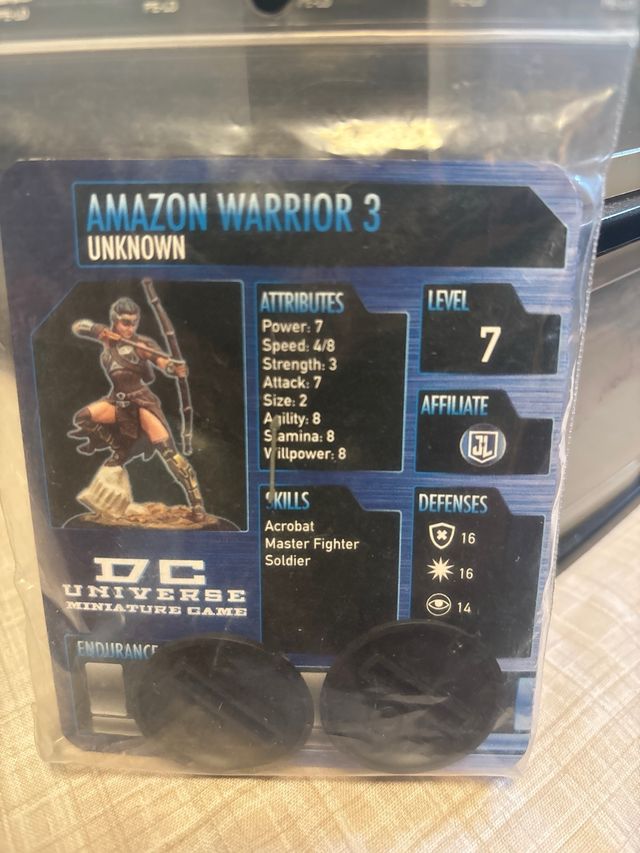 AMAZON WARRIOR 3
UNKNOWN
ATTRIBUTES
Power: 7
Speed: 4/8
Strength: 3
Attack: 7
Size: 2
Agility: 8
Stamina: 8
Willpower: 8
LEVEL
7
AFFILIATE
JL
SKILLS
Acrobat
Master Fighter
Soldier
DEFENSES
16
16
14
DC
UNIVERSE
MINIATURE GAME
ENDURANCE